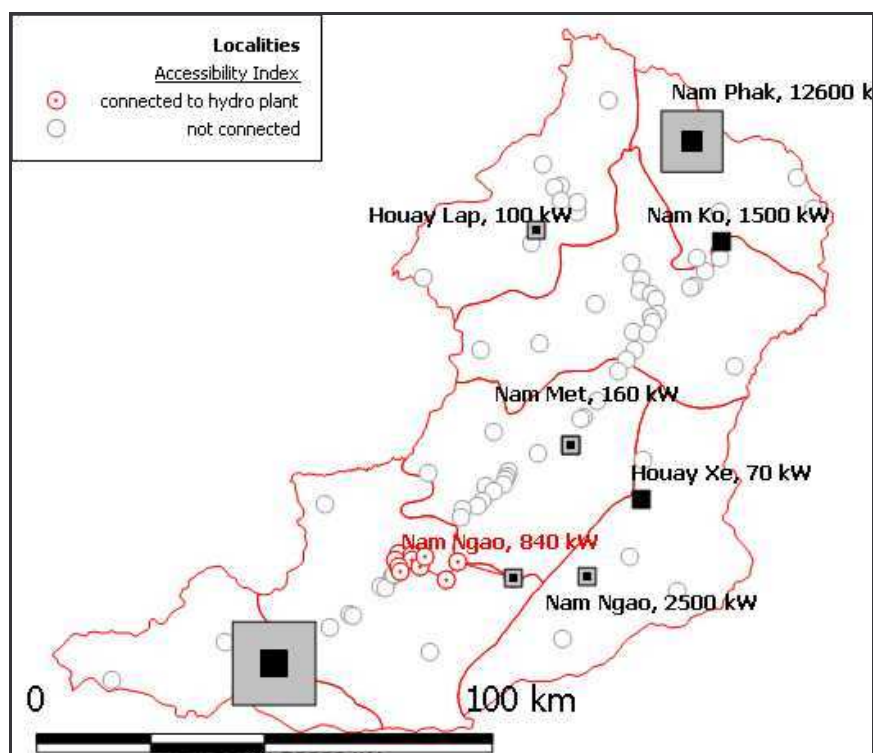 Localities
Accessibility Index
connected to hydro plant
not connected
Nam Phak, 12600 k
Houay Lap, 100 kW
Nam Ko, 1500 kW
Nam Met, 160 kW
Houay Xe, 70 kW
Nam Ngao, 840 kW
Nam Ngao, 2500 kW
0
100 km